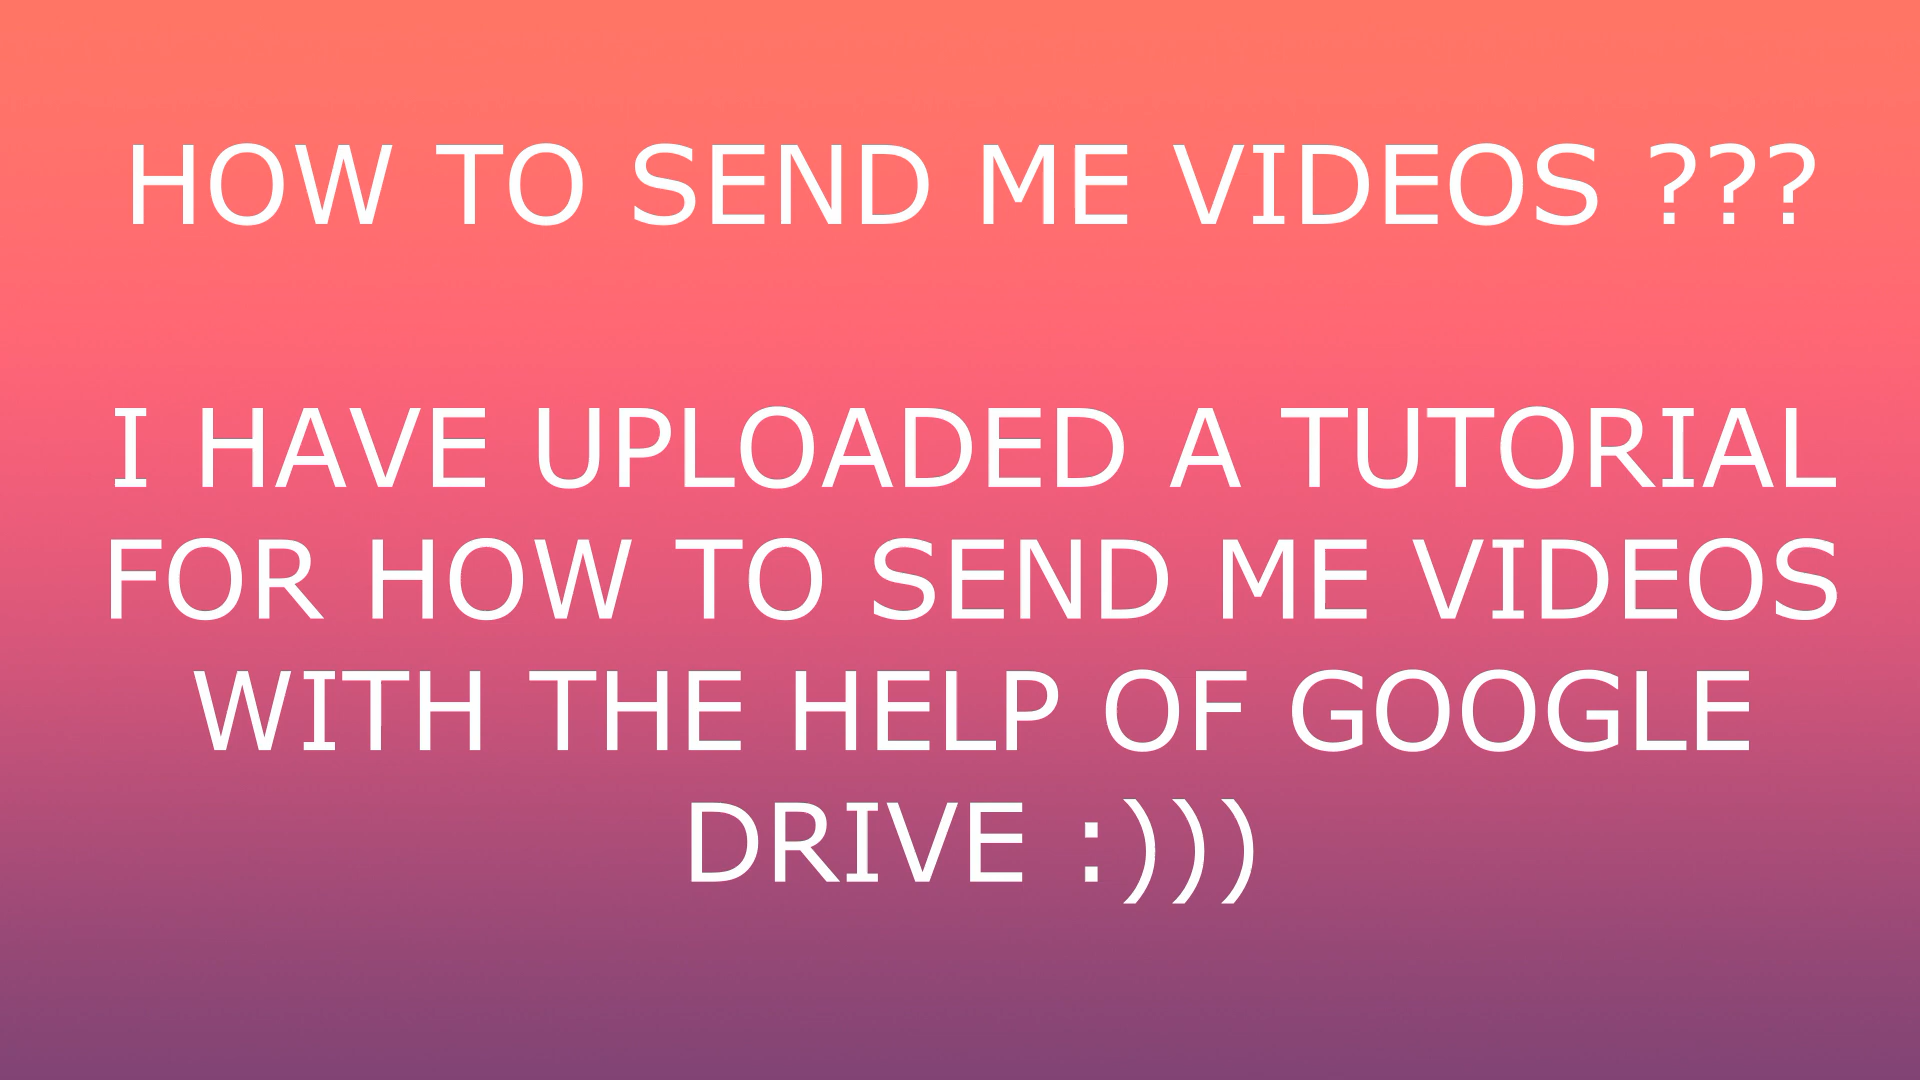 HOW TO SEND ME VIDEOS ???
I HAVE UPLOADED A TUTORIAL
FOR HOW TO SEND ME VIDEOS
WITH THE HELP OF GOOGLE
DRIVE :)))